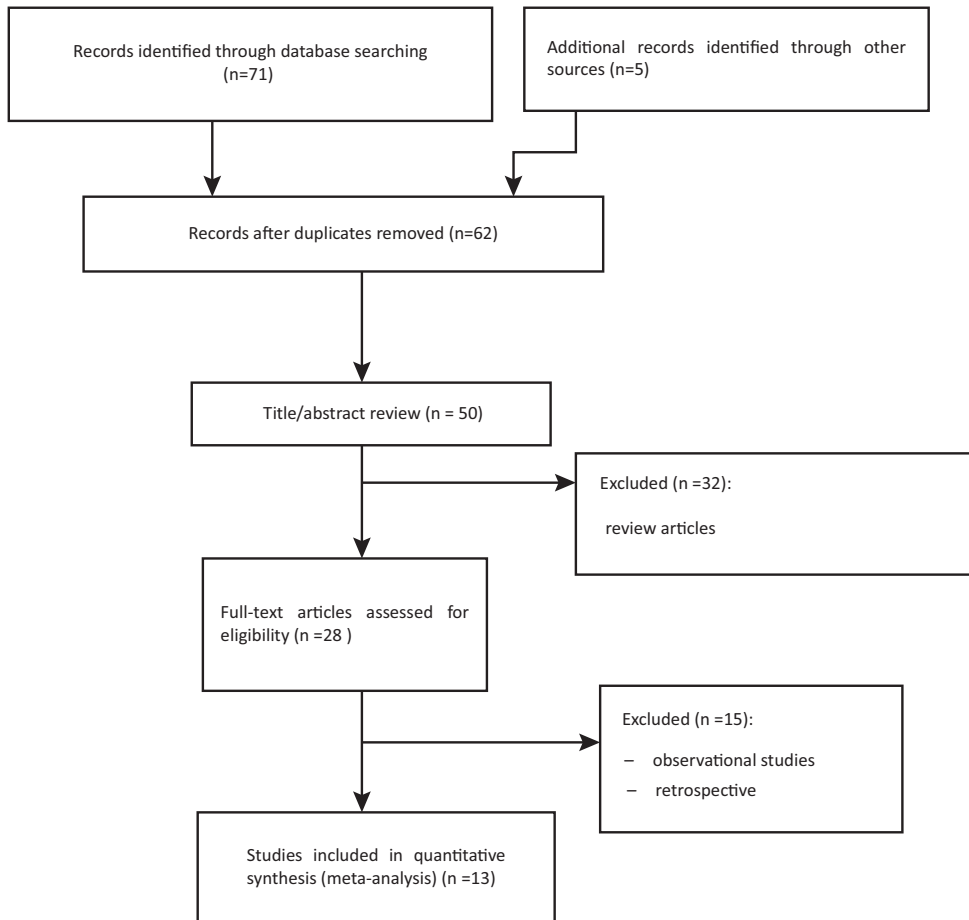 Records identified through database searching
(n=71)
Additional records identified through other
sources (n=5)
Records after duplicates removed (n=62)
Title/abstract review (n = 50)
Excluded (n =32):
review articles
Full-text articles assessed for
eligibility (n =28 )
Excluded (n =15):
– observational studies
– retrospective
Studies included in quantitative
synthesis (meta-analysis) (n =13)